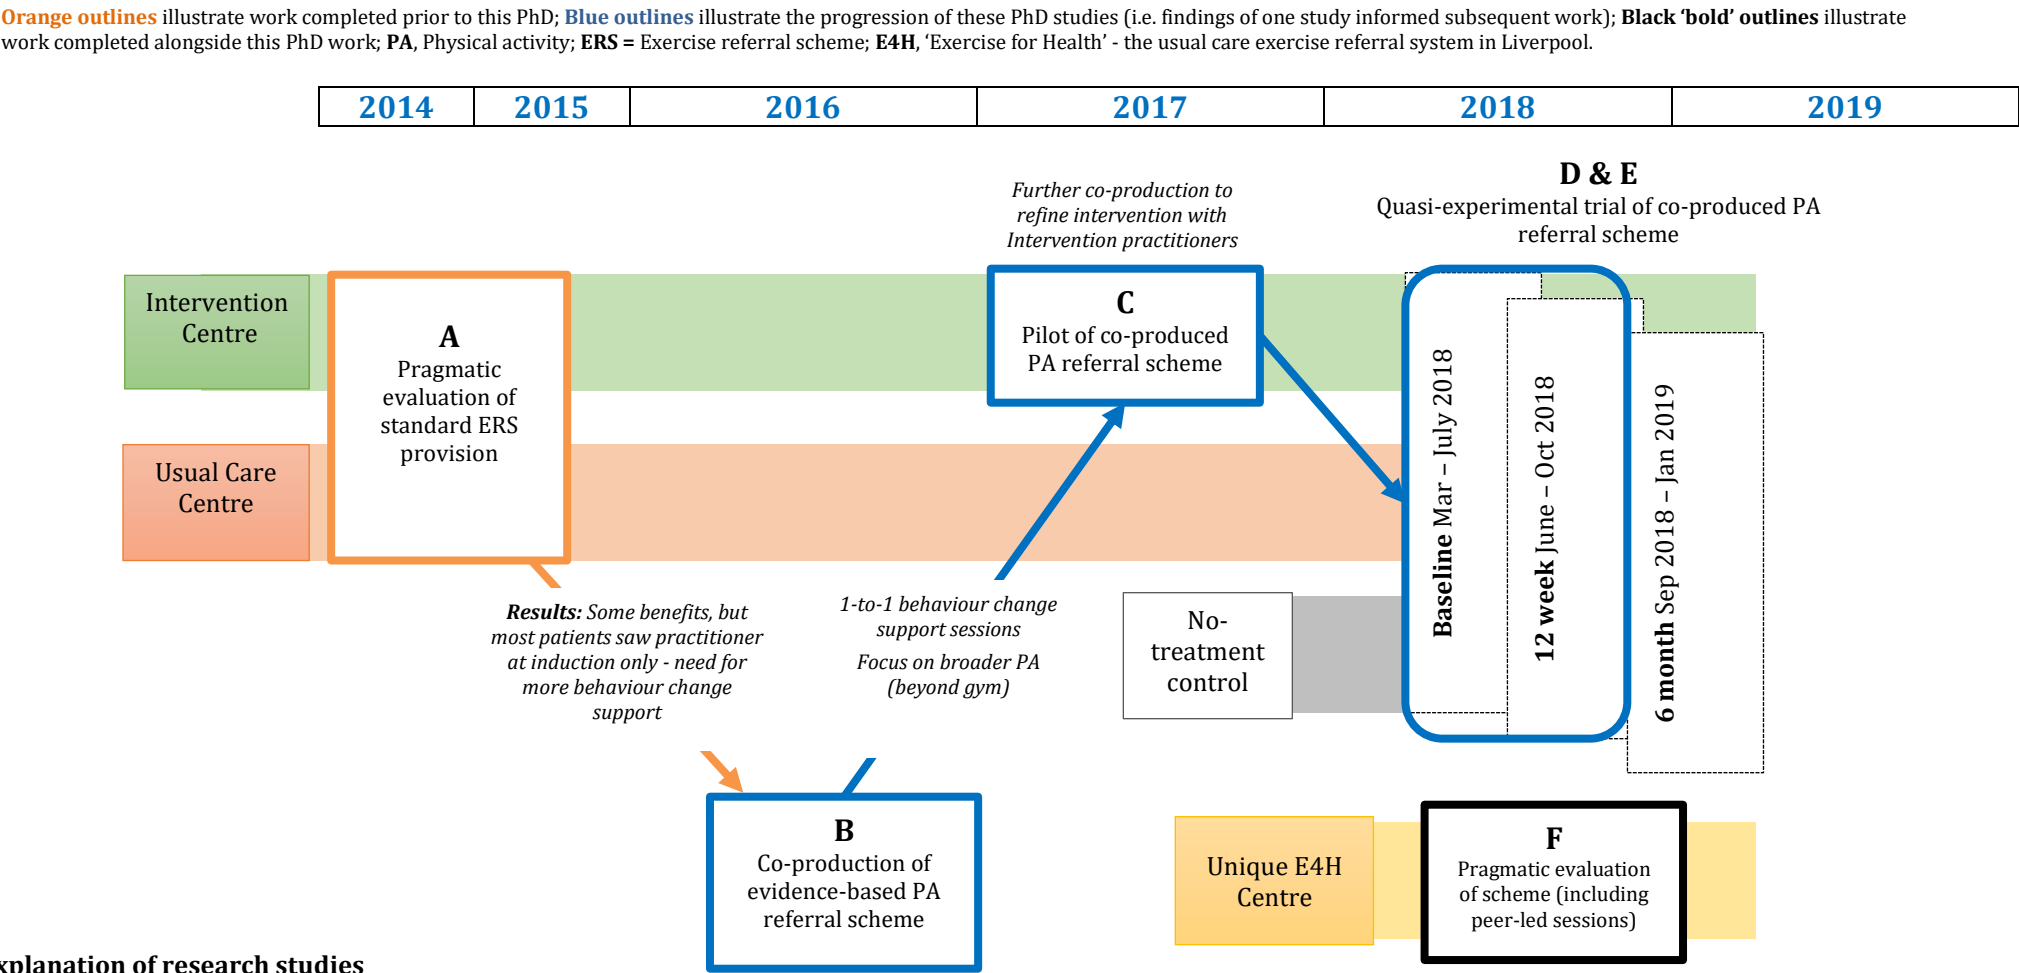 Orange outlines illustrate work completed prior to this PhD; Blue outlines illustrate the progression of these PhD studies (i.e. findings of one study informed subsequent work); Black ‘bold’ outlines illustrate
work completed alongside this PhD work; PA, Physical activity; ERS = Exercise referral scheme; E4H, ‘Exercise for Health’ - the usual care exercise referral system in Liverpool.
2014 2015 2016 2017 2018 2019
D & E
Quasi-experimental trial of co-produced PA
referral scheme
Further co-production to
refine intervention with
Intervention practitioners
Intervention
Centre
A
Pragmatic
evaluation of
standard ERS
provision
C
Pilot of co-produced
PA referral scheme
Usual Care
Centre
Baseline Mar – July 2018
12 week June – Oct 2018
6 month Sep 2018 – Jan 2019
Results: Some benefits, but
most patients saw practitioner
at induction only - need for
more behaviour change
support
1-to-1 behaviour change
support sessions
Focus on broader PA
(beyond gym)
No-
treatment
control
B
Co-production of
evidence-based PA
referral scheme
Unique E4H
Centre
F
Pragmatic evaluation
of scheme (including
peer-led sessions)
xplanation of research studies